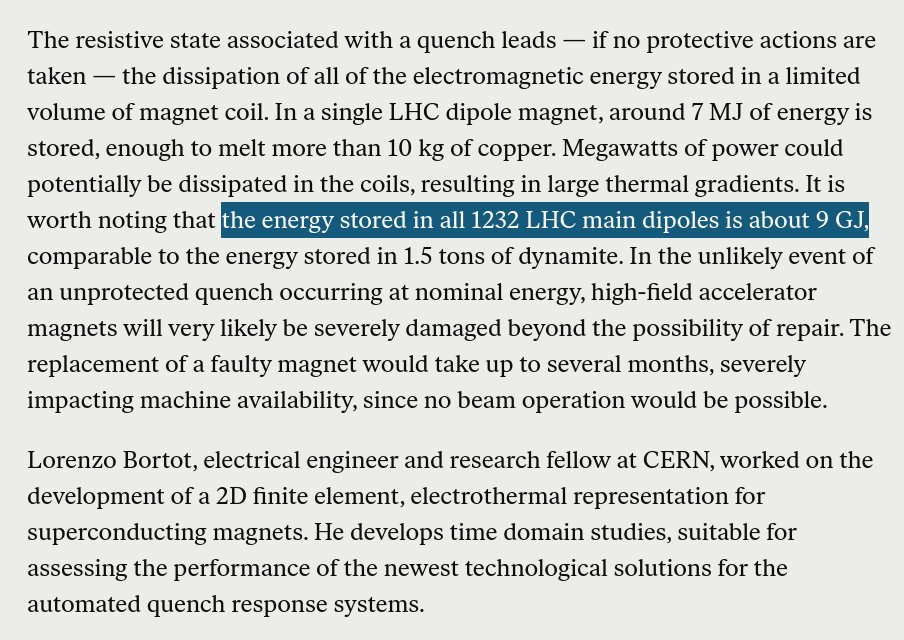 The resistive state associated with a quench leads — if no protective actions are
taken — the dissipation of all of the electromagnetic energy stored in a limited
volume of magnet coil. In a single LHC dipole magnet, around 7 MJ of energy is
stored, enough to melt more than 10 kg of copper. Megawatts of power could
potentially be dissipated in the coils, resulting in large thermal gradients. It is
worth noting that the energy stored in all 1232 LHC main dipoles is about 9 GJ,
comparable to the energy stored in 1.5 tons of dynamite. In the unlikely event of
an unprotected quench occurring at nominal energy, high-field accelerator
magnets will very likely be severely damaged beyond the possibility of repair. The
replacement of a faulty magnet would take up to several months, severely
impacting machine availability, since no beam operation would be possible.
Lorenzo Bortot, electrical engineer and research fellow at CERN, worked on the
development of a 2D finite element, electrothermal representation for
superconducting magnets. He develops time domain studies, suitable for
assessing the performance of the newest technological solutions for the
automated quench response systems.